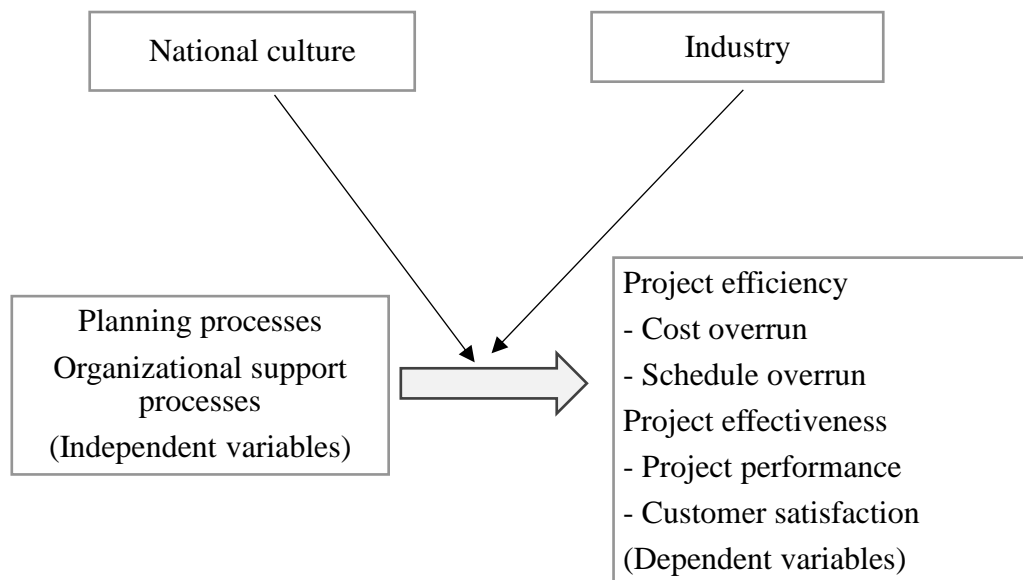 National culture
Industry
Planning processes
Organizational support
processes
(Independent variables)
Project efficiency
- Cost overrun
- Schedule overrun
Project effectiveness
- Project performance
- Customer satisfaction
(Dependent variables)